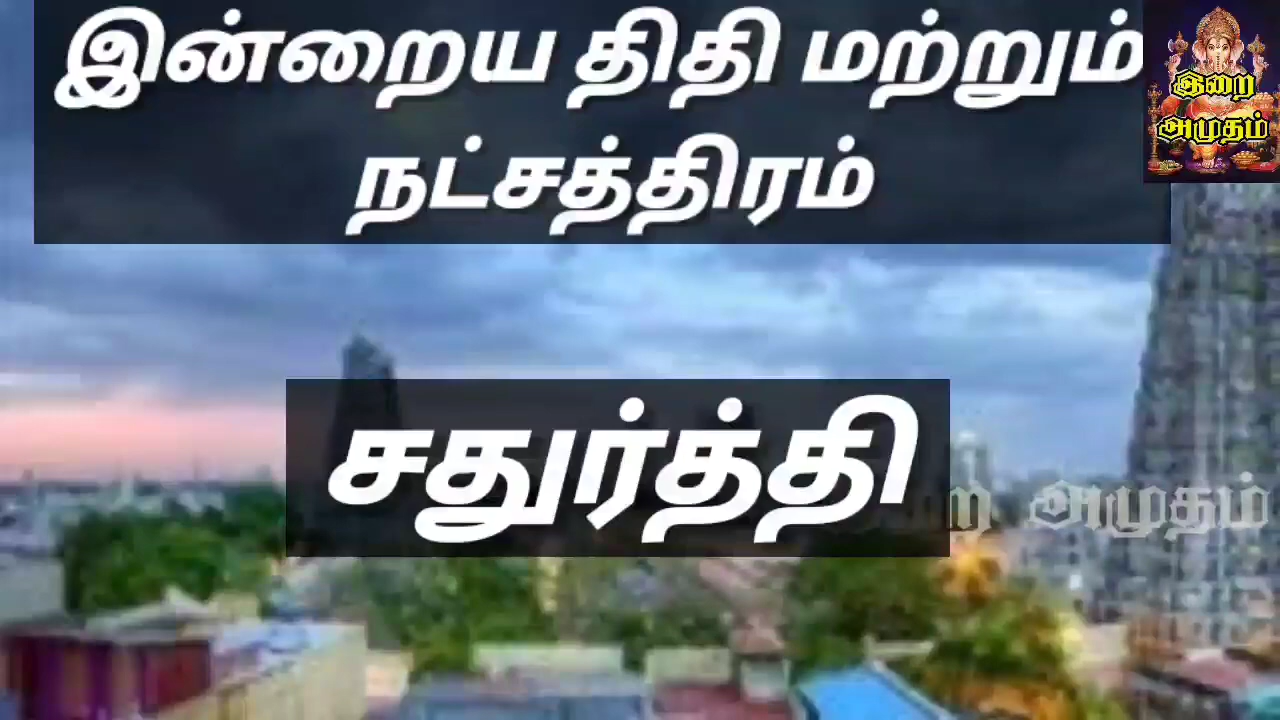 இன்றைய திதி மற்றும்
நட்சத்திரம்
இறை
அமுதம்
சதுர்த்தி
றை அமுதம்